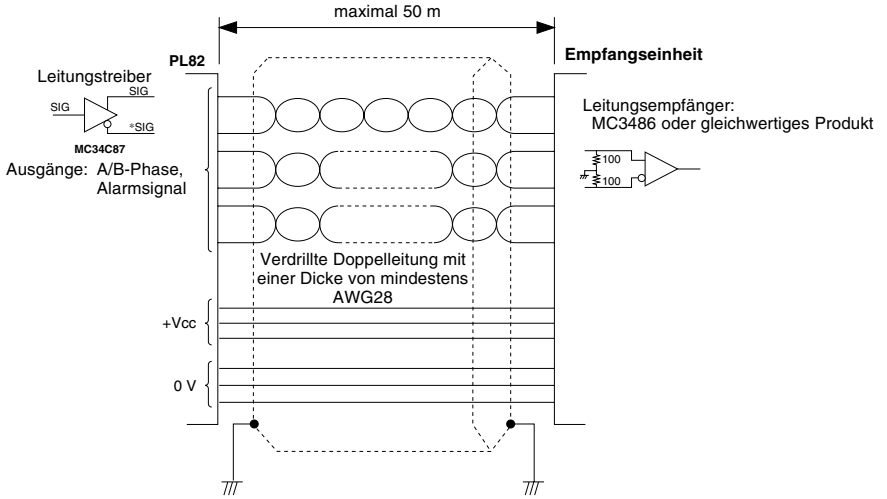 maximal 50 m
PL82
Empfangseinheit
Leitungstreiber
SIG
SIG
*SIG
MC34C87
Ausgänge: A/B-Phase,
Alarmsignal
Leitungsempfänger:
MC3486 oder gleichwertiges Produkt
100
100
Verdrillte Doppelleitung mit
einer Dicke von mindestens
AWG28
+Vcc
0 V